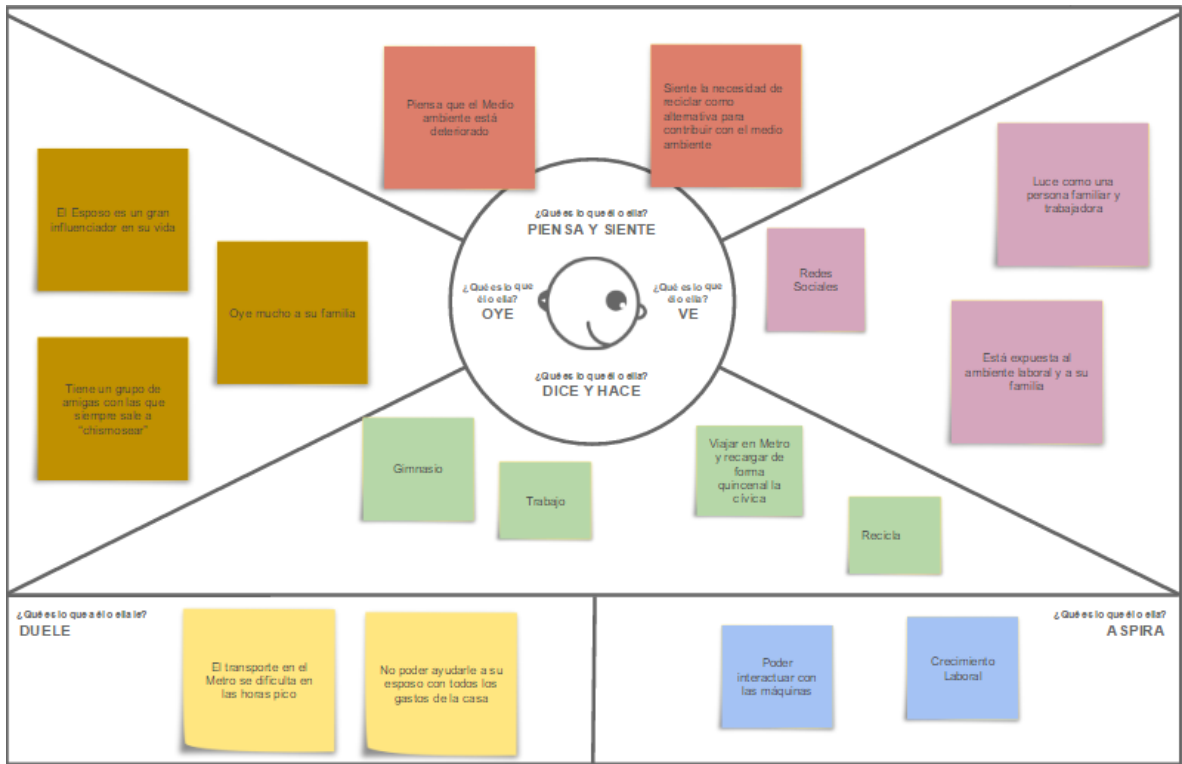 Piensa que el Medio
ambiente está
deteriorado
Siente la necesidad de
reciclar como
alternativa para
contribuir con el medio
ambiente
El Esposo es un gran
influenciador en su vida
Oye mucho a su familia
Tiene un grupo de
amigas con las que
siempre sale a
"chismosear"
¿Qué es lo que él o ella?
PIENSA Y SIENTE
¿Qué es lo que
él o ella?
OYE
¿Qué es lo que
él o ella?
VE
¿Qué es lo que él o ella?
DICE Y HACE
Luce como una
persona familiar y
trabajadora
Redes
Sociales
Está expuesta al
ambiente laboral y a su
familia
Gimnasio
Trabajo
Viajar en Metro
y recargar de
forma
quincenal la
cívica
Recicla
¿Qué es lo que a él o ella le?
DUELE
El transporte en el
Metro se dificulta en
las horas pico
No poder ayudarle a su
esposo con todos los
gastos de la casa
¿Qué es lo que él o ella?
ASPIRA
Poder
interactuar con
las máquinas
Crecimiento
Laboral